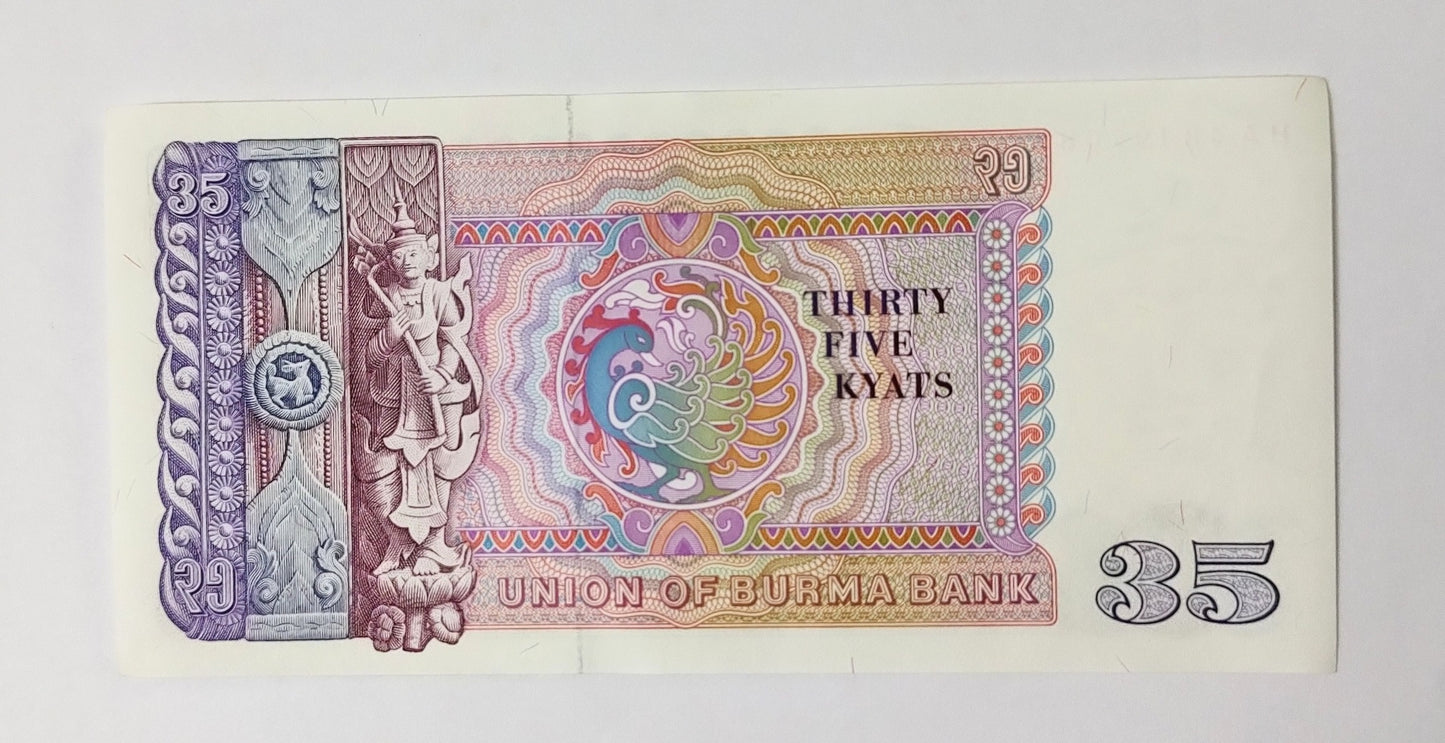 35
၃၅
THIRTY
FIVE
KYATS
၃၅
UNION OF BURMA BANK
35